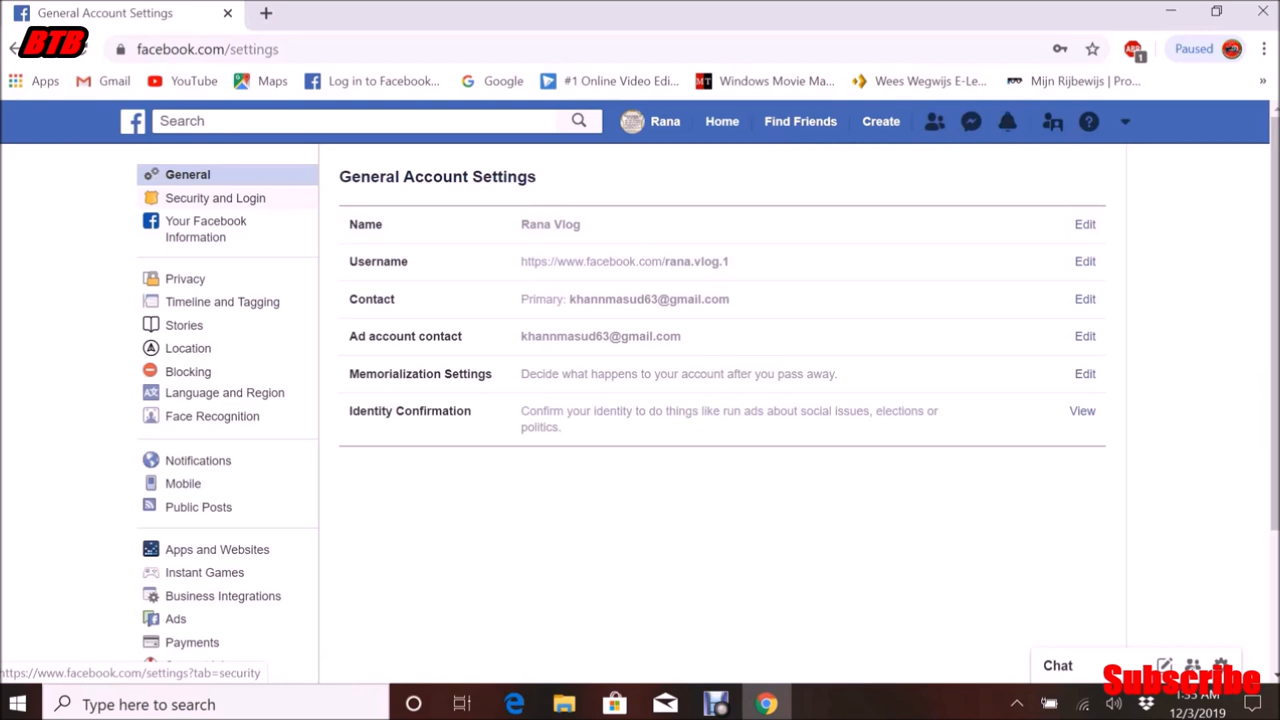 General Account Settings
BTB
facebook.com/settings
Paused
ABP
1
Apps
Gmail
YouTube
Maps
Log in to Facebook...
Google
#1 Online Video Edi...
Windows Movie Ma...
Wees Wegwijs E-Le...
Mijn Rijbewijs | Pro...
Search
Rana
Home
Find Friends
Create
General
Security and Login
Your Facebook
Information
Privacy
Timeline and Tagging
Stories
Location
Blocking
Language and Region
Face Recognition
Notifications
Mobile
Public Posts
Apps and Websites
Instant Games
Business Integrations
Ads
Payments
General Account Settings
Name Rana Vlog Edit
Username https://www.facebook.com/rana.vlog.1 Edit
Contact Primary: khannmasud63@gmail.com Edit
Ad account contact khannmasud63@gmail.com Edit
Memorialization Settings Decide what happens to your account after you pass away. Edit
Identity Confirmation Confirm your identity to do things like run ads about social issues, elections or View
politics.
https://www.facebook.com/settings?tab=security
Chat
Subscribe
Type here to search
12/3/2019